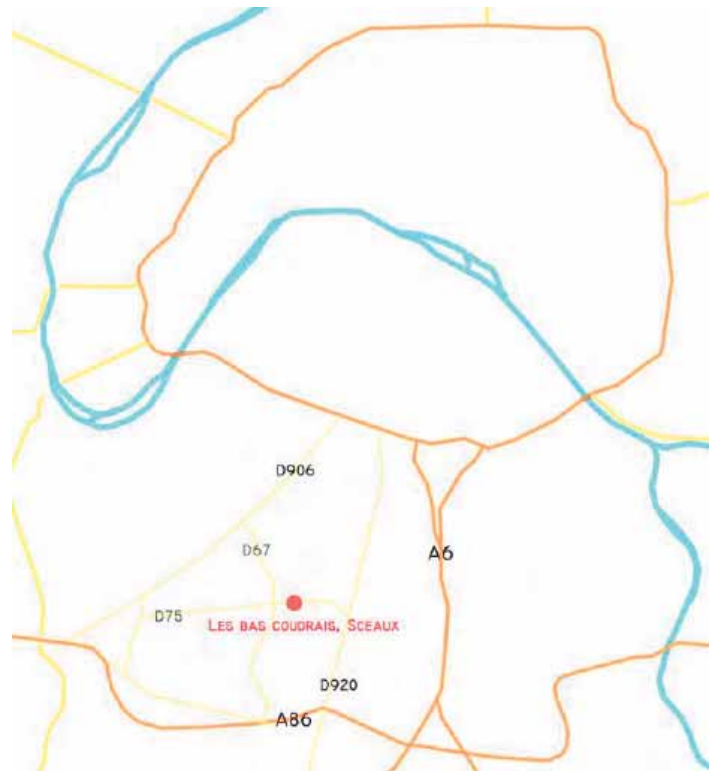 D906
D67
A6
D75
LES BAS COUDRAIS, SCEAUX
D920
A86